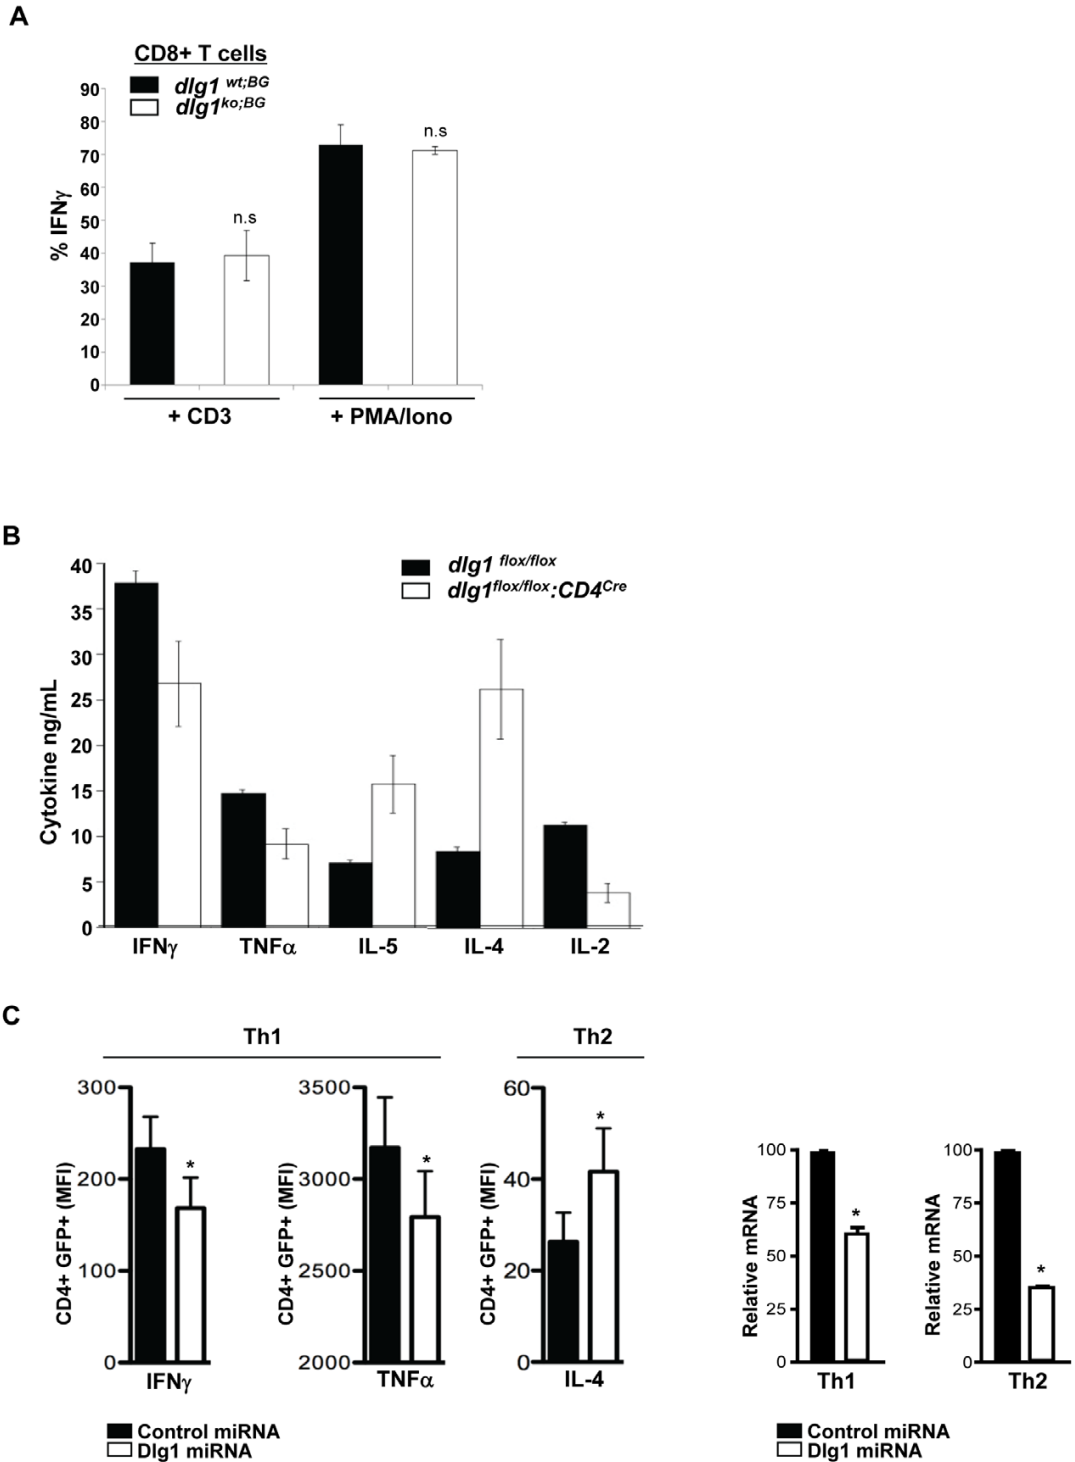 A
CD8+ T cells
dlg1 wt;BG
dlg1ko;BG
90
80
70
60
50
40
30
20
10
0
% IFNγ
n.s
n.s
+ CD3
+ PMA/Iono
B
dlg1 flox/flox
dlg1flox/flox:CD4Cre
40
35
30
25
20
15
10
5
0
Cytokine ng/mL
IFNγ
TNFα
IL-5
IL-4
IL-2
C
Th1
Th2
300
200
100
0
CD4+ GFP+ (MFI)
*
IFNγ
3500
3000
2500
2000
CD4+ GFP+ (MFI)
*
TNFα
60
40
20
0
CD4+ GFP+ (MFI)
*
IL-4
100
75
50
25
0
Relative mRNA
*
Th1
100
75
50
25
0
Relative mRNA
*
Th2
Control miRNA
Dlg1 miRNA
Control miRNA
Dlg1 miRNA